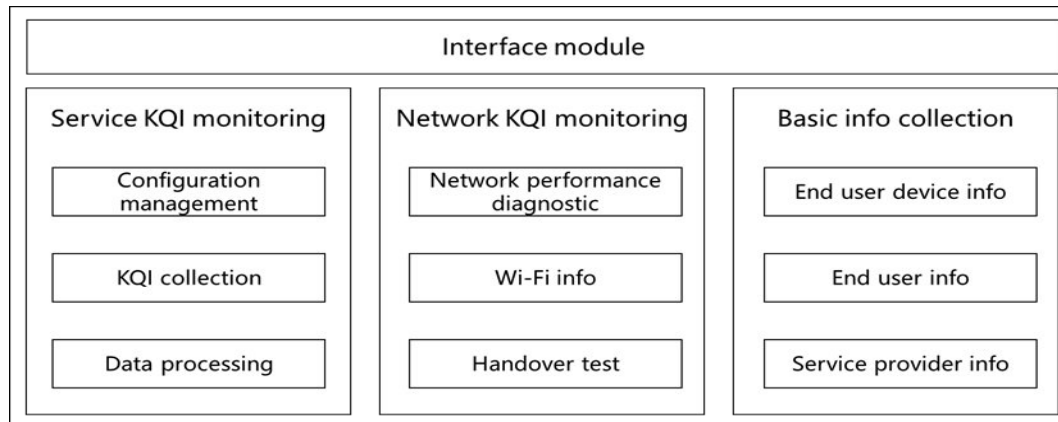 Interface module
Service KQI monitoring
Configuration
management
KQI collection
Data processing
Network KQI monitoring
Network performance
diagnostic
Wi-Fi info
Handover test
Basic info collection
End user device info
End user info
Service provider info